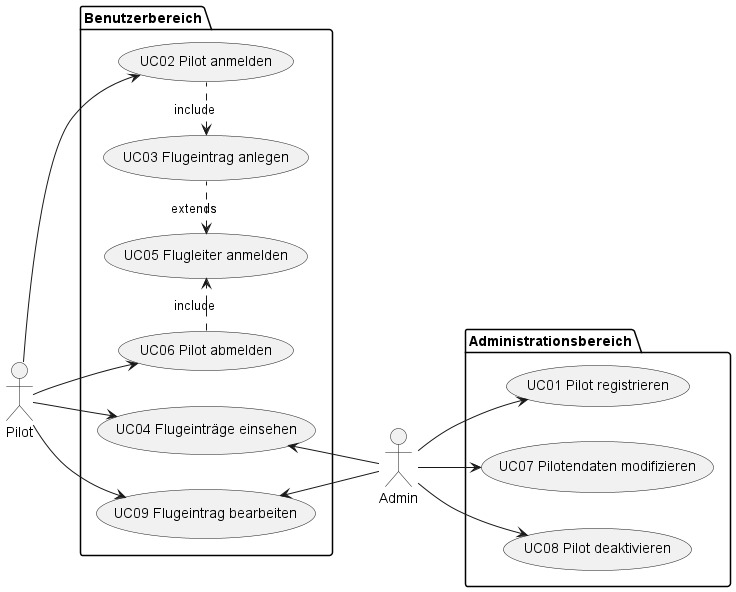 Benutzerbereich
UC02 Pilot anmelden
include
UC03 Flugeintrag anlegen
extends
UC05 Flugleiter anmelden
include
UC06 Pilot abmelden
Pilot
UC04 Flugeinträge einsehen
UC09 Flugeintrag bearbeiten
Admin
Administrationsbereich
UC01 Pilot registrieren
UC07 Pilotendaten modifizieren
UC08 Pilot deaktivieren